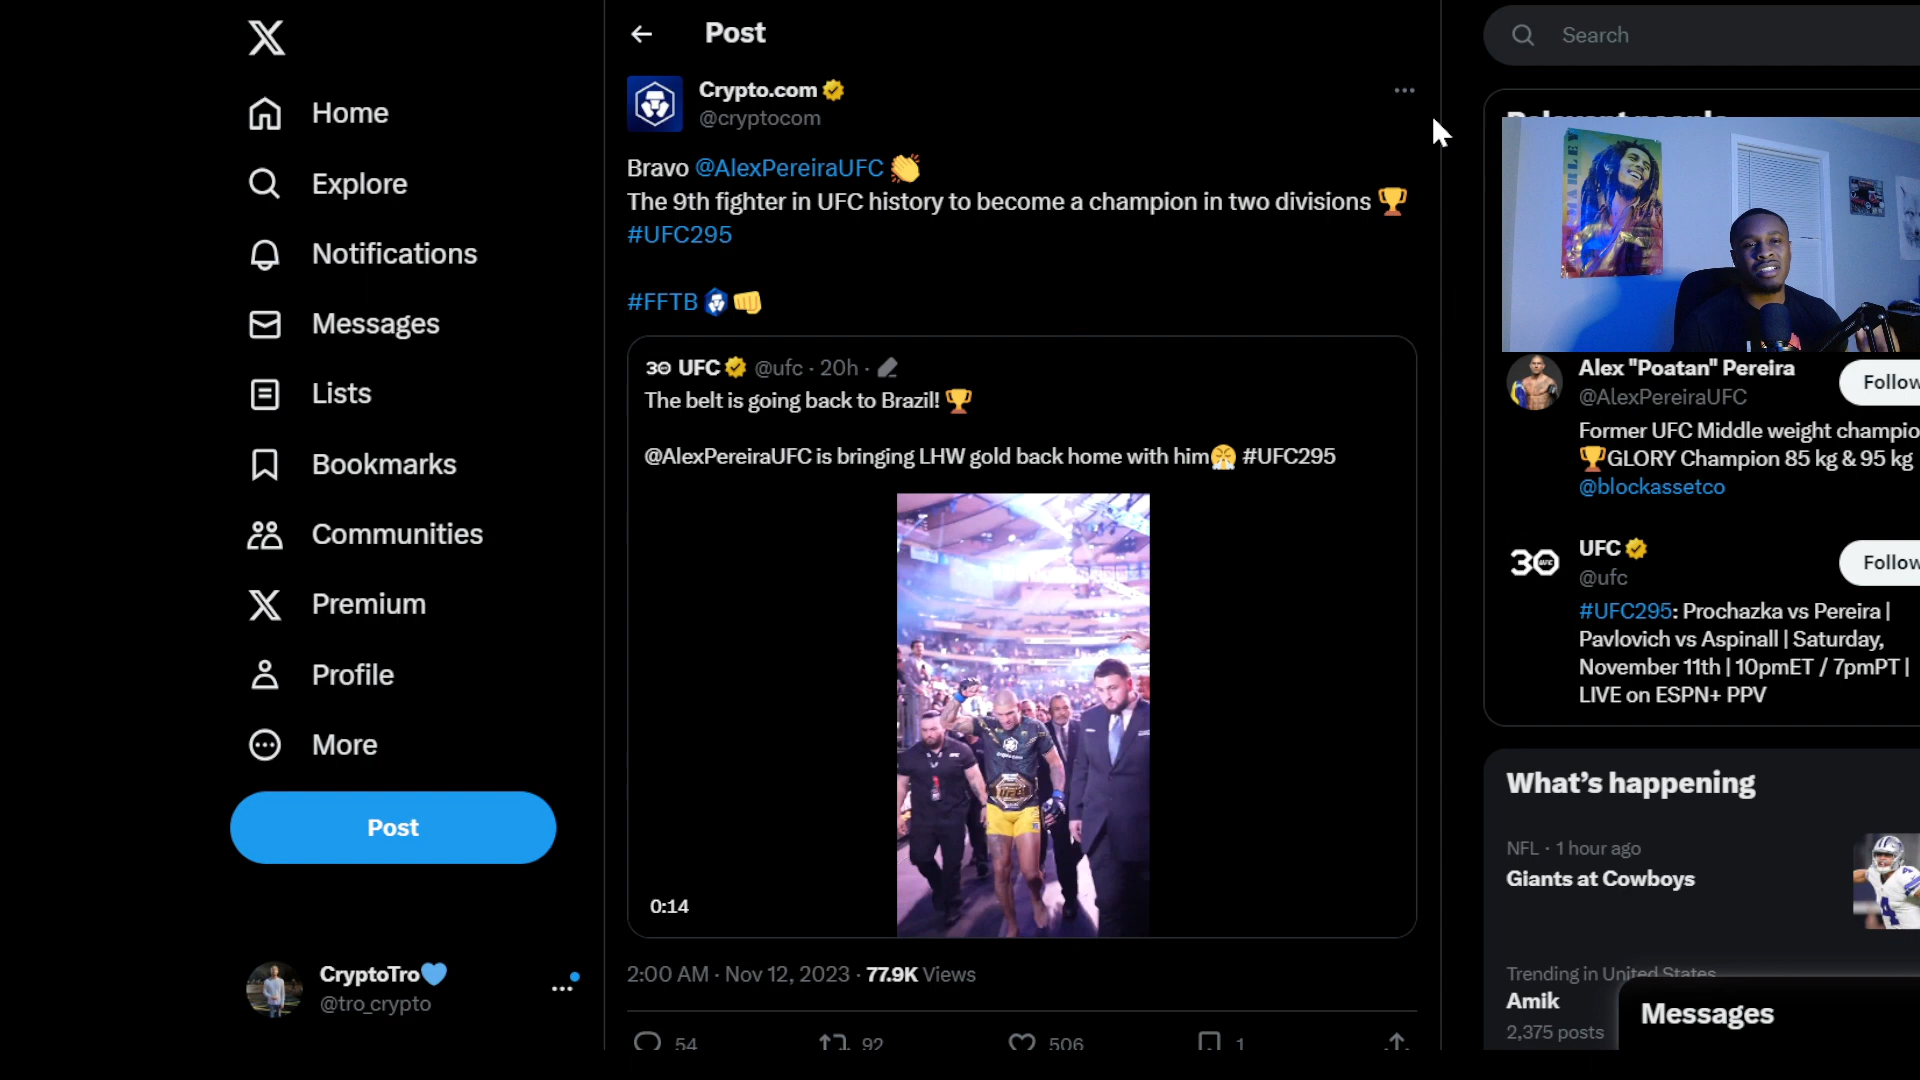 Home
Explore
Notifications
Messages
Lists
Bookmarks
Communities
Premium
Profile
More
Post
CryptoTro
@tro_crypto
Post
Crypto.com
@cryptocom
Bravo @AlexPereiraUFC
The 9th fighter in UFC history to become a champion in two divisions
#UFC295
#FFTB
UFC @ufc · 20h ·
The belt is going back to Brazil!
@AlexPereiraUFC is bringing LHW gold back home with him #UFC295
0:14
2:00 AM · Nov 12, 2023 · 77.9K Views
54 92 506 1
Search
MARLEY
Alex "Poatan" Pereira
@AlexPereiraUFC
Follow
Former UFC Middle weight champio
GLORY Champion 85 kg & 95 kg
@blockassetco
30
UFC
@ufc
Follow
#UFC295: Prochazka vs Pereira |
Pavlovich vs Aspinall | Saturday,
November 11th | 10pmET / 7pmPT |
LIVE on ESPN+ PPV
What's happening
NFL · 1 hour ago
Giants at Cowboys
Trending in United States
Amik
2,375 posts
Messages